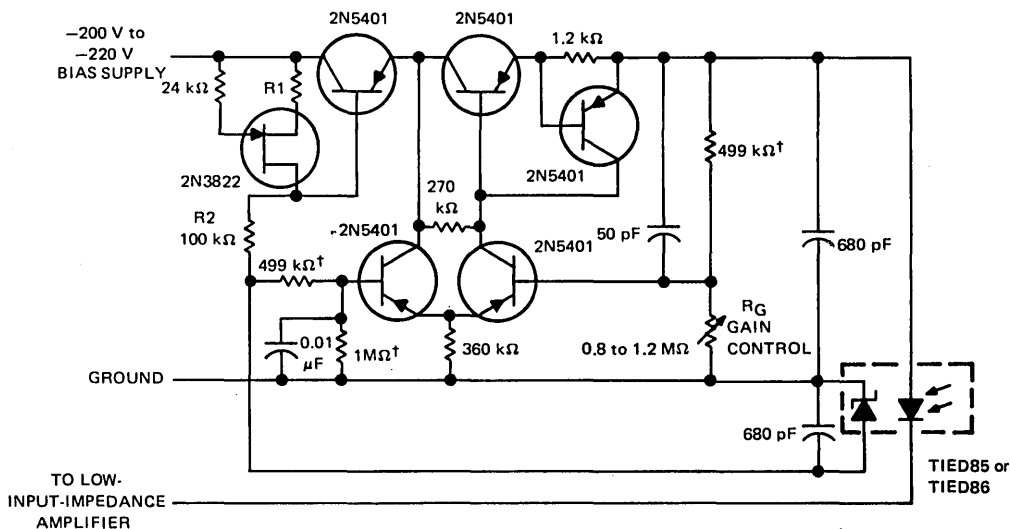 2N5401
2N5401
–200 V to
–220 V
BIAS SUPPLY
1.2 kΩ
24 kΩ
R1
2N3822
2N5401
499 kΩ†
270
kΩ
R2
100 kΩ
2N5401
2N5401
50 pF
680 pF
499 kΩ†
RG
GAIN
CONTROL
0.01
μF
1MΩ†
360 kΩ
0.8 to 1.2 MΩ
GROUND
680 pF
TIED85 or
TIED86
TO LOW-
INPUT-IMPEDANCE
AMPLIFIER